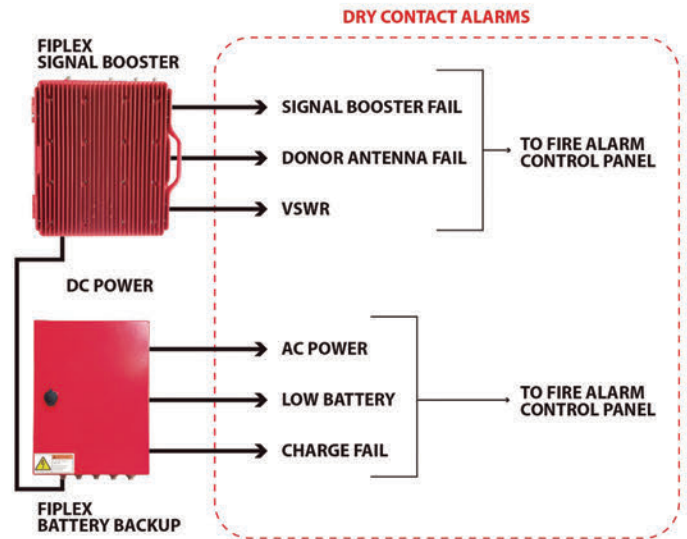 DRY CONTACT ALARMS
FIPLEX
SIGNAL BOOSTER
SIGNAL BOOSTER FAIL
DONOR ANTENNA FAIL
VSWR
TO FIRE ALARM
CONTROL PANEL
DC POWER
AC POWER
LOW BATTERY
CHARGE FAIL
TO FIRE ALARM
CONTROL PANEL
FIPLEX
BATTERY BACKUP